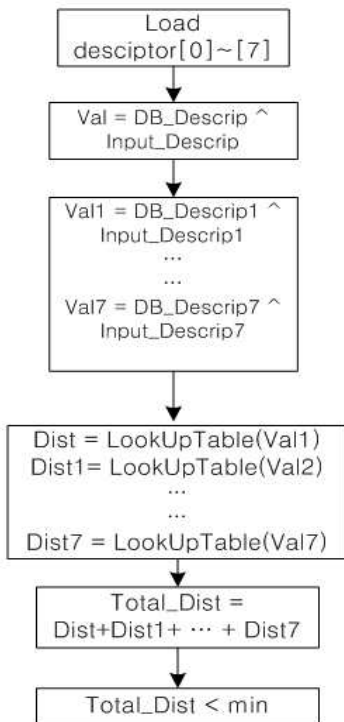 Load
desciptor[0]~[7]
Val = DB_Descrip ^
Input_Descrip
Val1 = DB_Descrip1 ^
Input_Descrip1
...
...
Val7 = DB_Descrip7 ^
Input_Descrip7
Dist = LookUpTable(Val1)
Dist1= LookUpTable(Val2)
...
...
Dist7 = LookUpTable(Val7)
Total_Dist =
Dist+Dist1+ ... + Dist7
Total_Dist < min